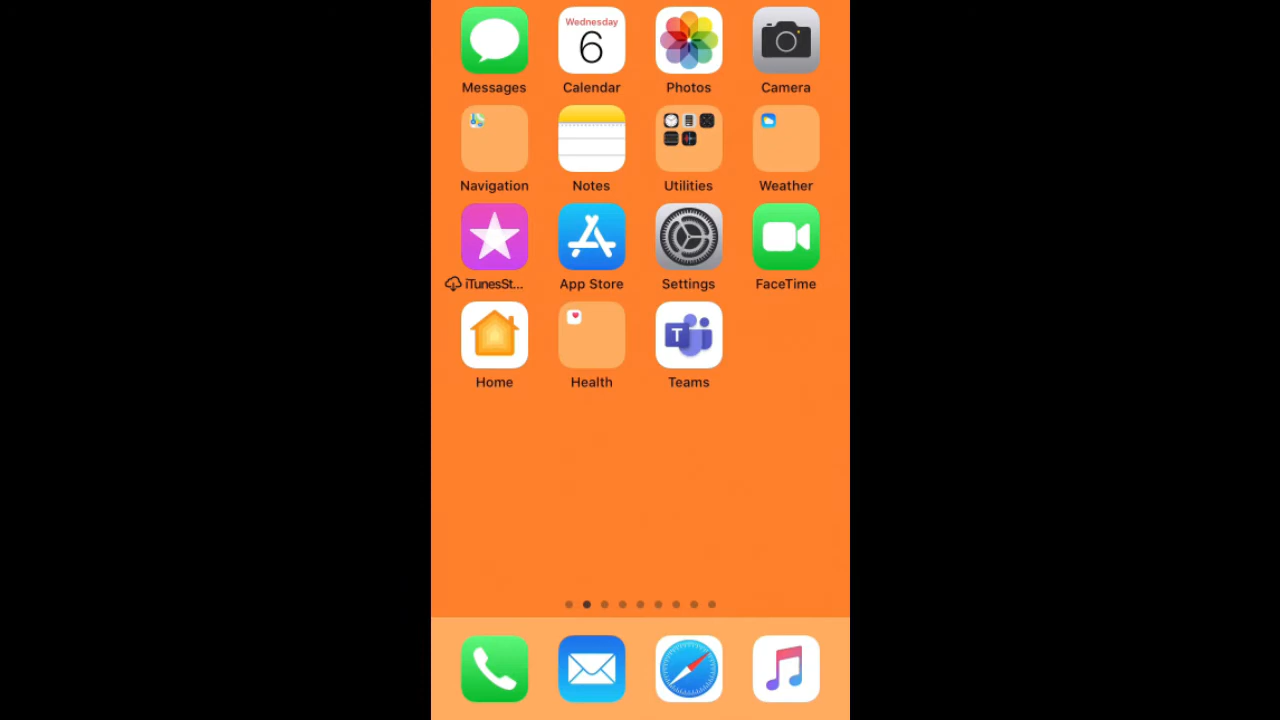 Wednesday
6
Messages
Calendar
Photos
Camera
Navigation
Notes
Utilities
Weather
iTunesSt...
App Store
Settings
FaceTime
T
Home
Health
Teams